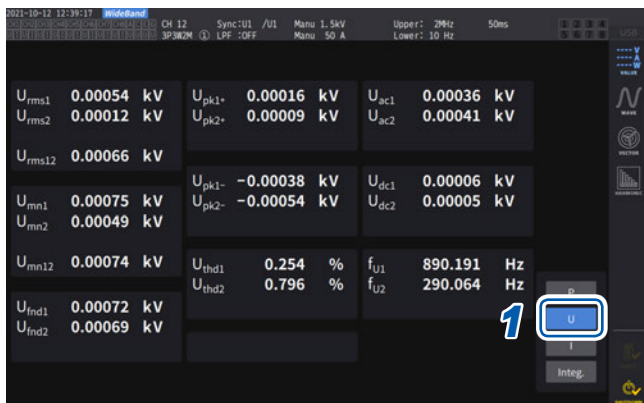 2021-10-12 12:39:17 WideBand CH 12 Sync:U1 /U1 Manu 1.5kV Upper: 2MHz 50ms
3P3W2M ① LPF :OFF Manu 50 A Lower: 10 Hz
USB
VALUE
WAVE
VECTOR
HARMONIC
Urms1 0.00054 kV
Urms2 0.00012 kV
Urms12 0.00066 kV
Umn1 0.00075 kV
Umn2 0.00049 kV
Umn12 0.00074 kV
Ufnd1 0.00072 kV
Ufnd2 0.00069 kV
Upk1+ 0.00016 kV
Upk2+ 0.00009 kV
Upk1- -0.00038 kV
Upk2- -0.00054 kV
Uthd1 0.254 %
Uthd2 0.796 %
Uac1 0.00036 kV
Uac2 0.00041 kV
Udc1 0.00006 kV
Udc2 0.00005 kV
fU1 890.191 Hz
fU2 290.064 Hz
P
1
U
I
Integ.